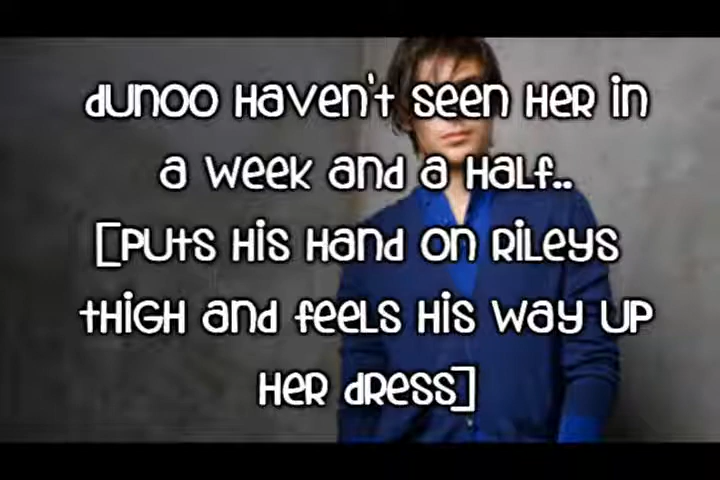 Dunoo Haven't seen Her in
a week and a Half..
[Puts His Hand on Rileys
tHiGH and feels His way up
Her dress]